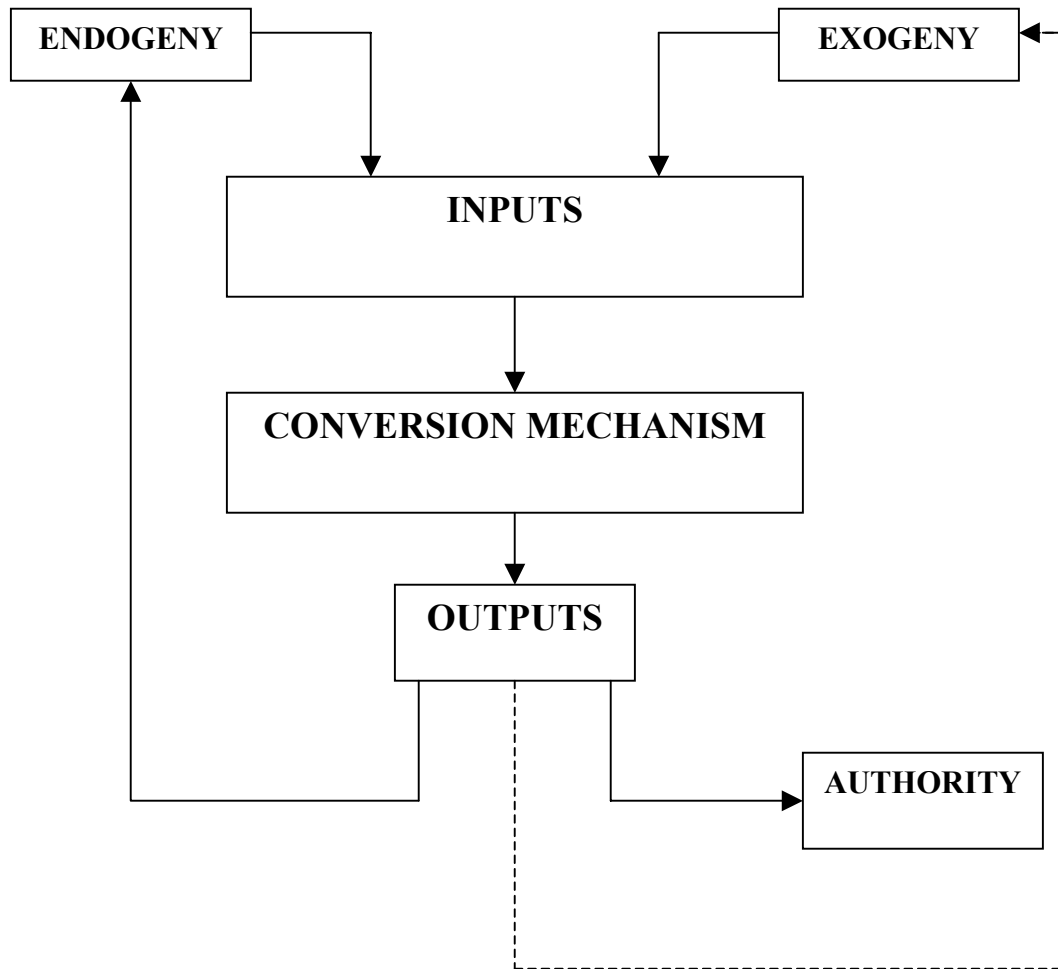 ENDOGENY
EXOGENY
INPUTS
CONVERSION MECHANISM
OUTPUTS
AUTHORITY